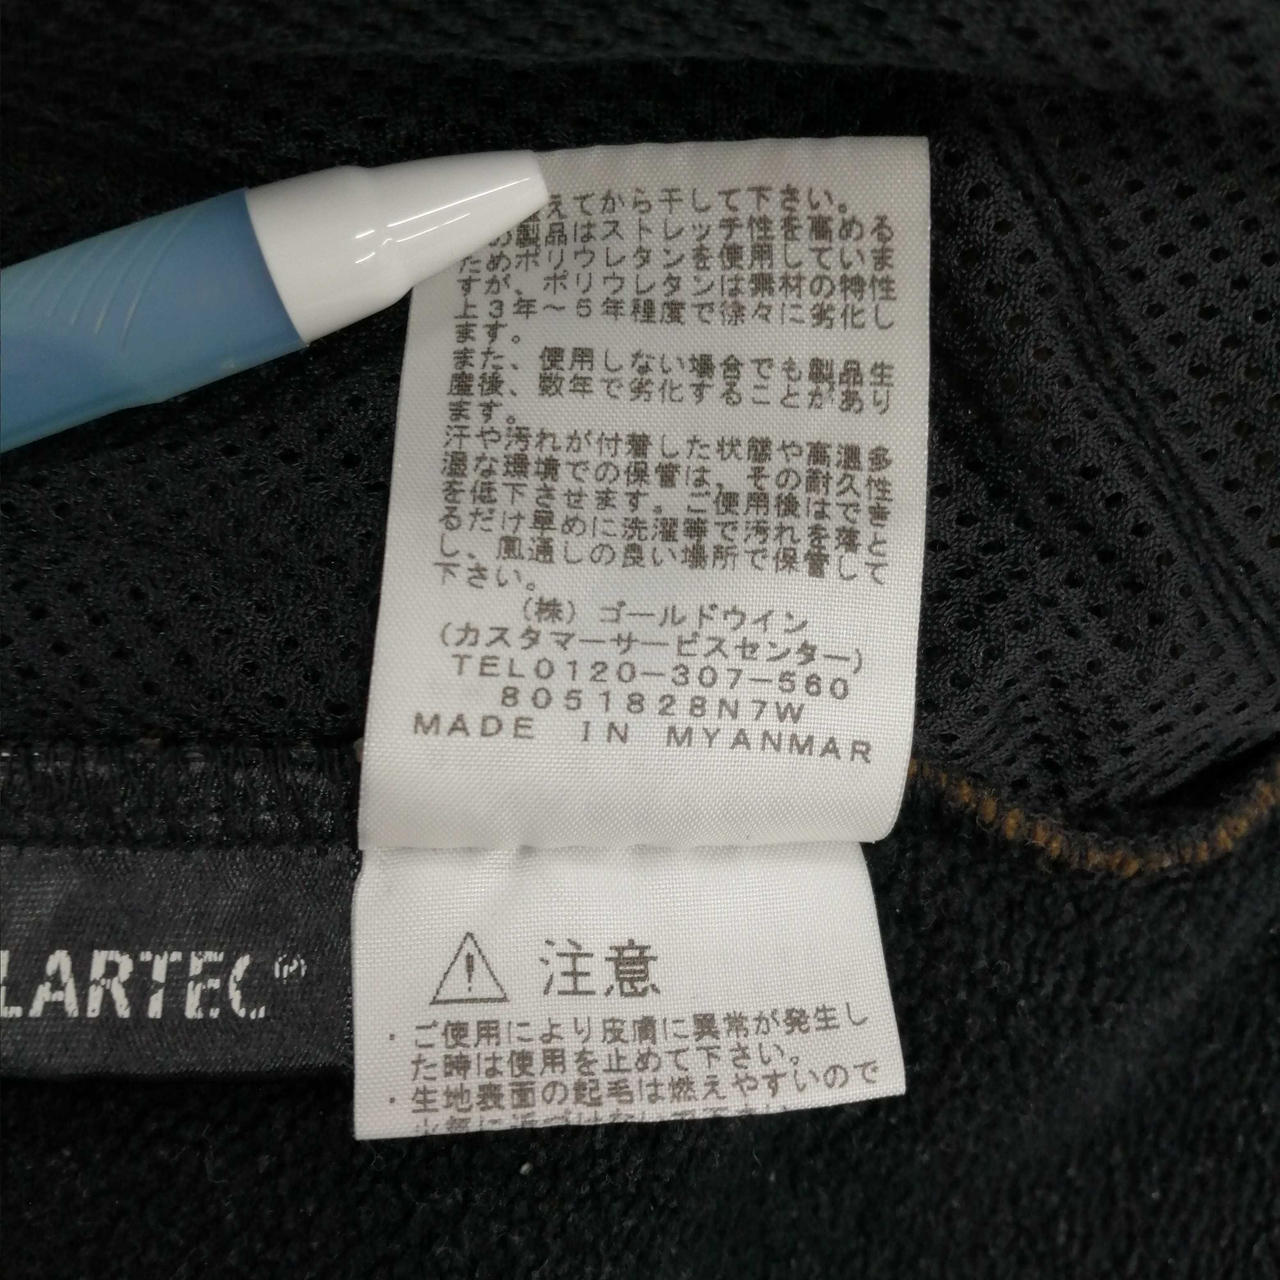 えてから干して下さい。
の製品はストレッチ性を高める
ためポリウレタンを使用していま
すが、ポリウレタンは素材の特性
上3年～5年程度で徐々に劣化し
ます。
また、使用しない場合でも製品生
産後、数年で劣化することがあり
ます。
汗や汚れが付着した状態や高温多
湿な環境での保管は、その耐久性
を低下させます。ご使用後はでき
るだけ早めに洗濯等で汚れを落と
し、風通しの良い場所で保管して
下さい。
(株)ゴールドウイン
(カスタマーサービスセンター)
TEL0120-307-560
8051828N7W
MADE IN MYANMAR
LARTEC®
⚠ 注意
・ご使用により皮膚に異常が発生し
た時は使用を止めて下さい。
・生地表面の起毛は燃えやすいので